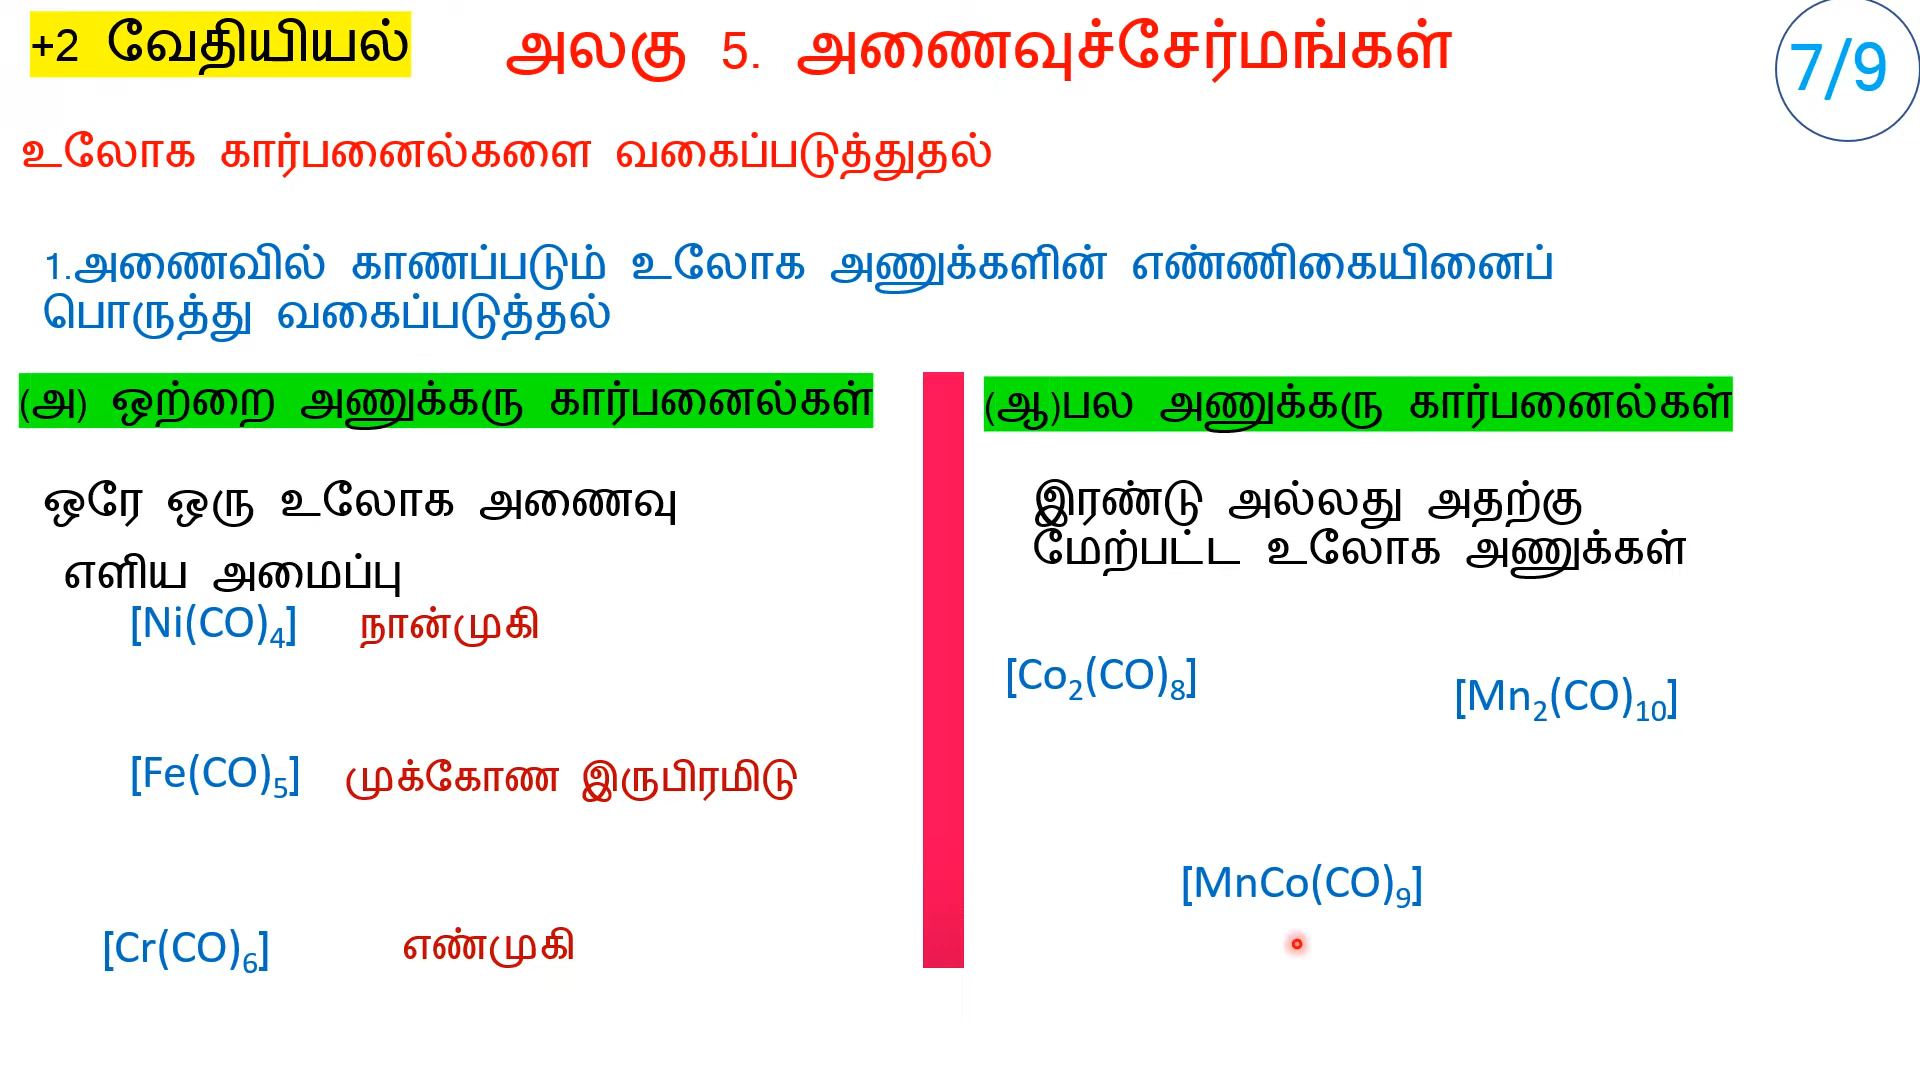 +2 வேதியியல்
அலகு 5. அணைவுச்சேர்மங்கள்
7/9
உலோக கார்பனைல்களை வகைப்படுத்துதல்
1.அணைவில் காணப்படும் உலோக அணுக்களின் எண்ணிகையினைப்
பொருத்து வகைப்படுத்தல்
(அ) ஒற்றை அணுக்கரு கார்பனைல்கள்
ஒரே ஒரு உலோக அணைவு
எளிய அமைப்பு
[Ni(CO)₄] நான்முகி
[Fe(CO)₅] முக்கோண இருபிரமிடு
[Cr(CO)₆] எண்முகி
(ஆ)பல அணுக்கரு கார்பனைல்கள்
இரண்டு அல்லது அதற்கு
மேற்பட்ட உலோக அணுக்கள்
[Co₂(CO)₈]
[Mn₂(CO)₁₀]
[MnCo(CO)₉]